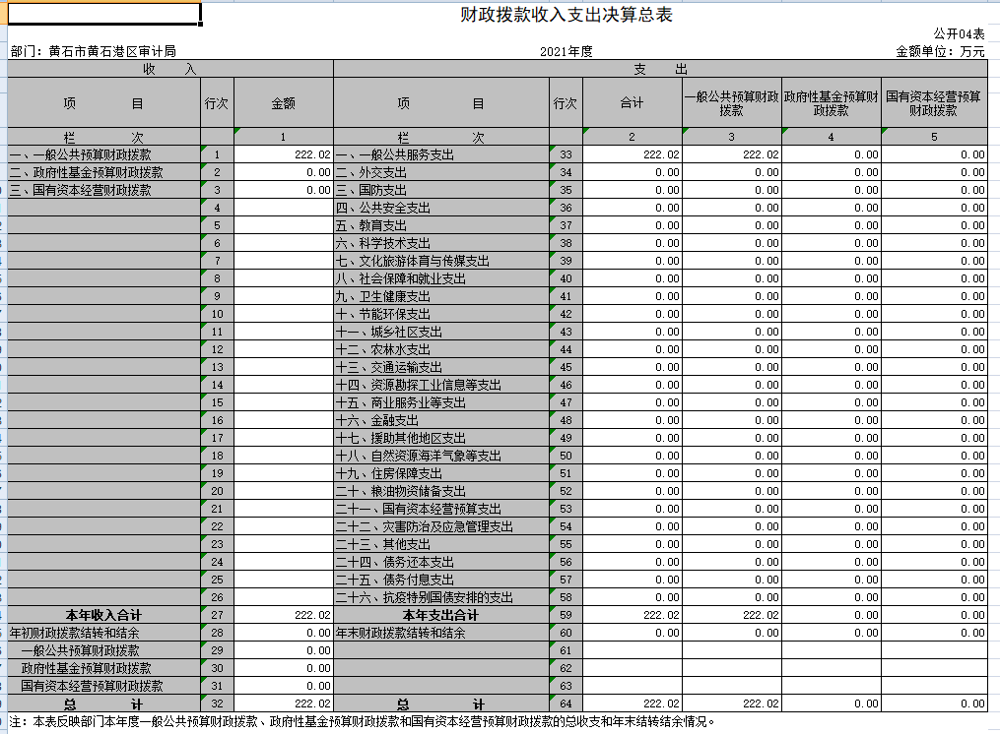 财政拨款收入支出决算总表
公开04表
部门：黄石市黄石港区审计局 2021年度 金额单位：万元
收 入 支 出
项 目 行次 金额 项 目 行次 合计 一般公共预算财政拨款 政府性基金预算财政拨款 国有资本经营预算财政拨款
栏 次 1 栏 次 2 3 4 5
一、一般公共预算财政拨款 1 222.02 一、一般公共服务支出 33 222.02 222.02 0.00 0.00
二、政府性基金预算财政拨款 2 0.00 二、外交支出 34 0.00 0.00 0.00 0.00
三、国有资本经营财政拨款 3 0.00 三、国防支出 35 0.00 0.00 0.00 0.00
4 四、公共安全支出 36 0.00 0.00 0.00 0.00
5 五、教育支出 37 0.00 0.00 0.00 0.00
6 六、科学技术支出 38 0.00 0.00 0.00 0.00
7 七、文化旅游体育与传媒支出 39 0.00 0.00 0.00 0.00
8 八、社会保障和就业支出 40 0.00 0.00 0.00 0.00
9 九、卫生健康支出 41 0.00 0.00 0.00 0.00
10 十、节能环保支出 42 0.00 0.00 0.00 0.00
11 十一、城乡社区支出 43 0.00 0.00 0.00 0.00
12 十二、农林水支出 44 0.00 0.00 0.00 0.00
13 十三、交通运输支出 45 0.00 0.00 0.00 0.00
14 十四、资源勘探工业信息等支出 46 0.00 0.00 0.00 0.00
15 十五、商业服务业等支出 47 0.00 0.00 0.00 0.00
16 十六、金融支出 48 0.00 0.00 0.00 0.00
17 十七、援助其他地区支出 49 0.00 0.00 0.00 0.00
18 十八、自然资源海洋气象等支出 50 0.00 0.00 0.00 0.00
19 十九、住房保障支出 51 0.00 0.00 0.00 0.00
20 二十、粮油物资储备支出 52 0.00 0.00 0.00 0.00
21 二十一、国有资本经营预算支出 53 0.00 0.00 0.00 0.00
22 二十二、灾害防治及应急管理支出 54 0.00 0.00 0.00 0.00
23 二十三、其他支出 55 0.00 0.00 0.00 0.00
24 二十四、债务还本支出 56 0.00 0.00 0.00 0.00
25 二十五、债务付息支出 57 0.00 0.00 0.00 0.00
26 二十六、抗疫特别国债安排的支出 58 0.00 0.00 0.00 0.00
本年收入合计 27 222.02 本年支出合计 59 222.02 222.02 0.00 0.00
年初财政拨款结转和结余 28 0.00 年末财政拨款结转和结余 60 0.00 0.00 0.00 0.00
一般公共预算财政拨款 29 0.00 61
政府性基金预算财政拨款 30 0.00 62
国有资本经营预算财政拨款 31 0.00 63
总 计 32 222.02 总 计 64 222.02 222.02 0.00 0.00
注：本表反映部门本年度一般公共预算财政拨款、政府性基金预算财政拨款和国有资本经营预算财政拨款的总收支和年末结转结余情况。